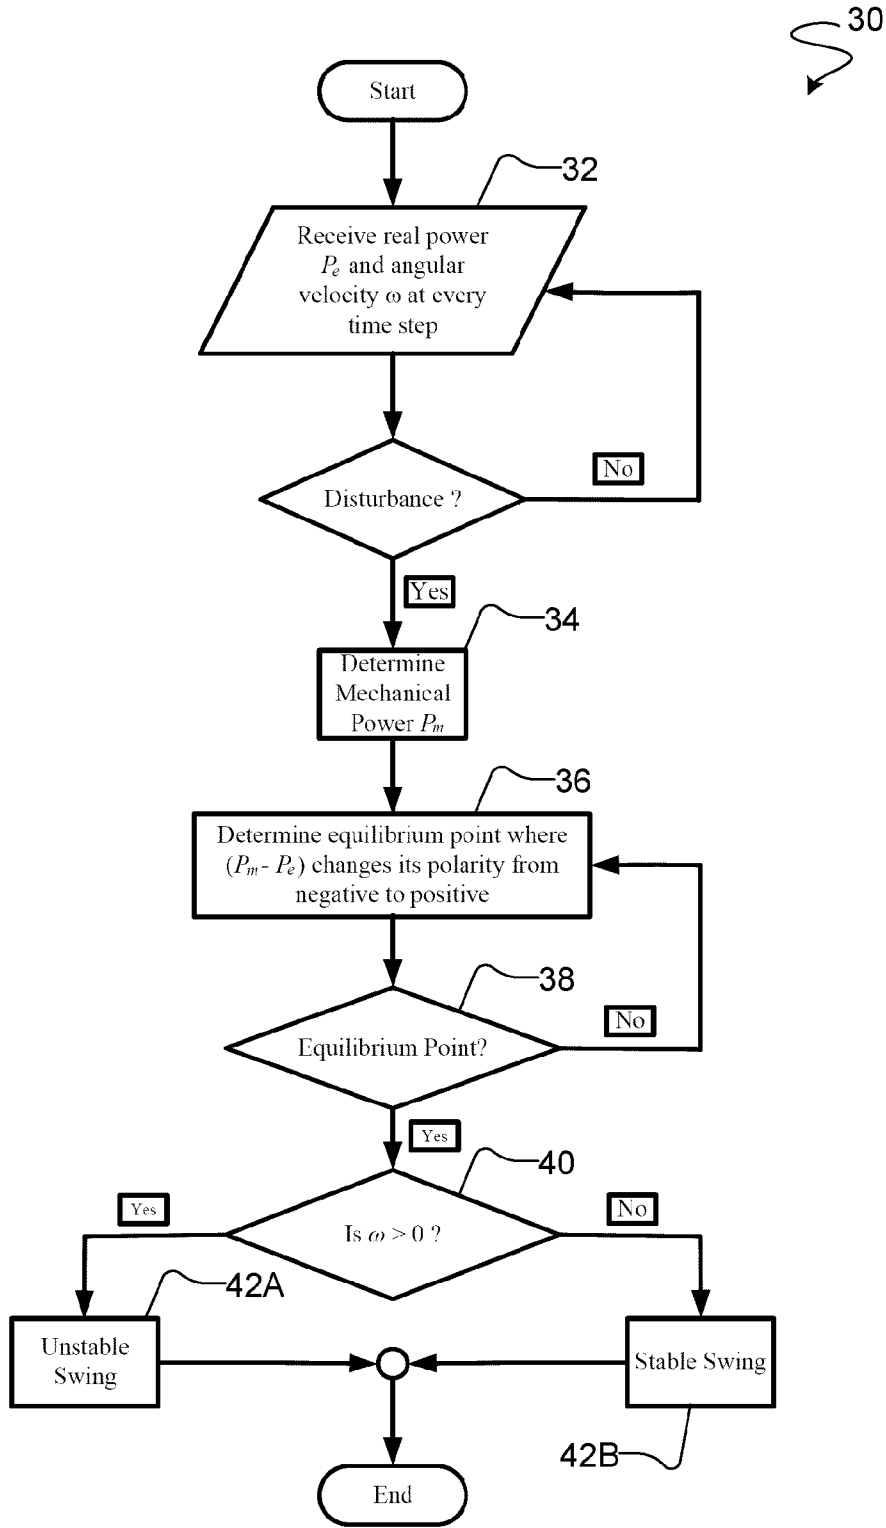 30
Start
32
Receive real power
Pe and angular
velocity ω at every
time step
No
Disturbance ?
Yes
34
Determine
Mechanical
Power Pm
36
Determine equilibrium point where
(Pm - Pe) changes its polarity from
negative to positive
38
No
Equilibrium Point?
Yes
40
Yes
No
Is ω > 0 ?
42A
Unstable
Swing
Stable Swing
42B
End